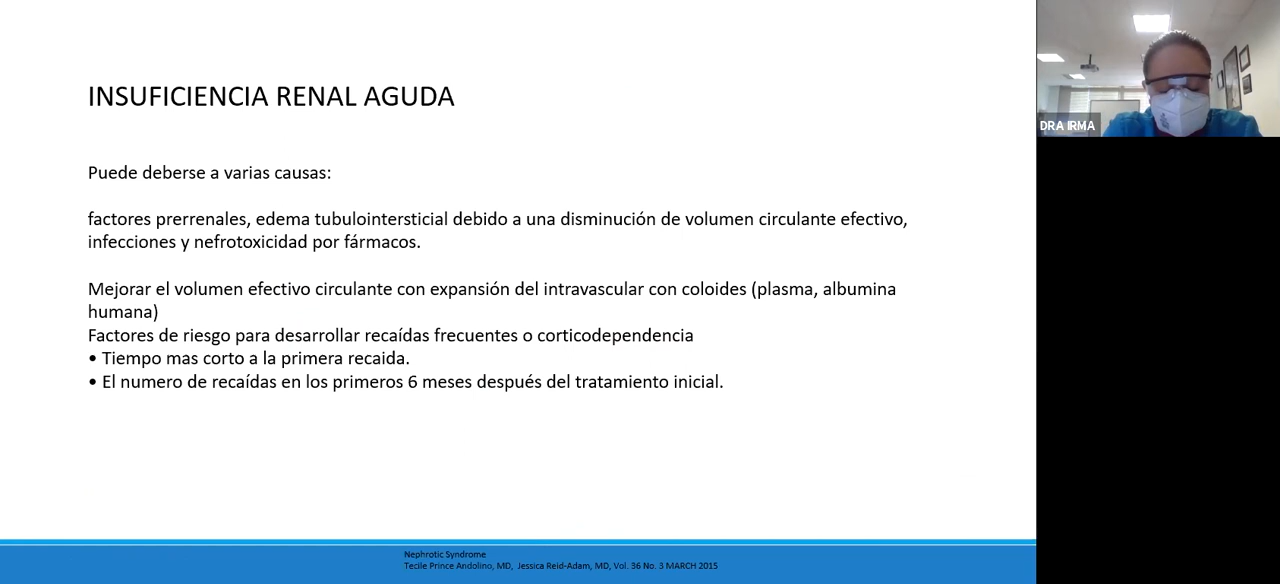 INSUFICIENCIA RENAL AGUDA
Puede deberse a varias causas:
factores prerrenales, edema tubulointersticial debido a una disminución de volumen circulante efectivo,
infecciones y nefrotoxicidad por fármacos.
Mejorar el volumen efectivo circulante con expansión del intravascular con coloides (plasma, albumina
humana)
Factores de riesgo para desarrollar recaídas frecuentes o corticodependencia
• Tiempo mas corto a la primera recaida.
• El numero de recaídas en los primeros 6 meses después del tratamiento inicial.
Nephrotic Syndrome
Tecile Prince Andolino, MD, Jessica Reid-Adam, MD, Vol. 36 No. 3 MARCH 2015
DRA IRMA